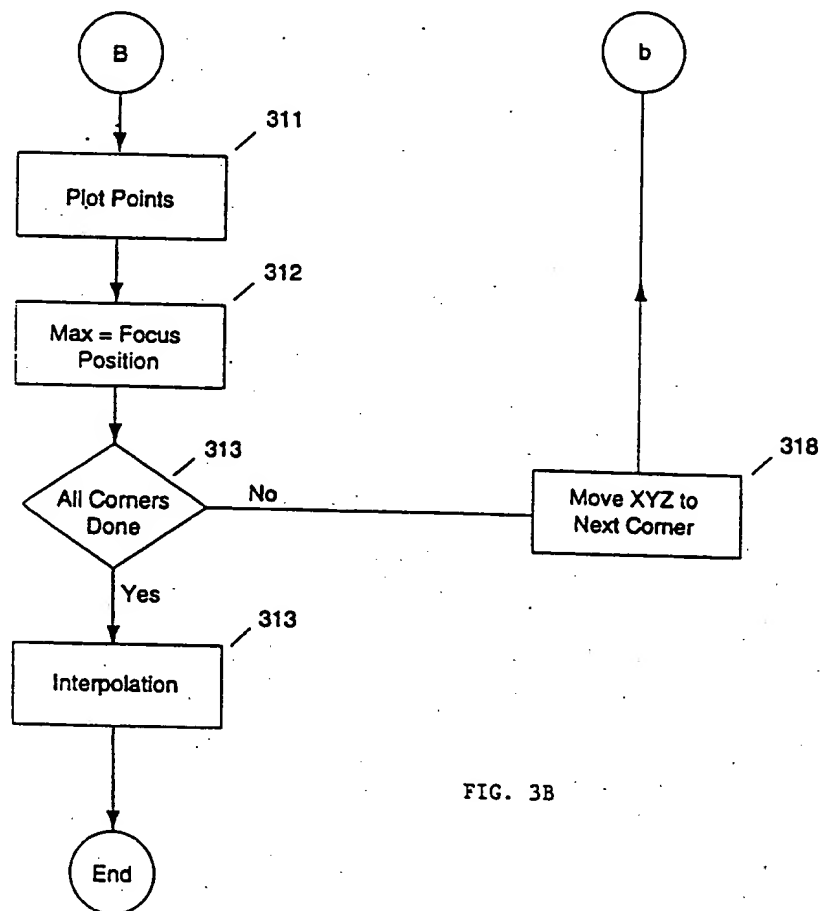 B
b
311
Plot Points
312
Max = Focus
Position
313
All Corners
Done
No
318
Move XYZ to
Next Corner
Yes
313
Interpolation
FIG. 3B
End